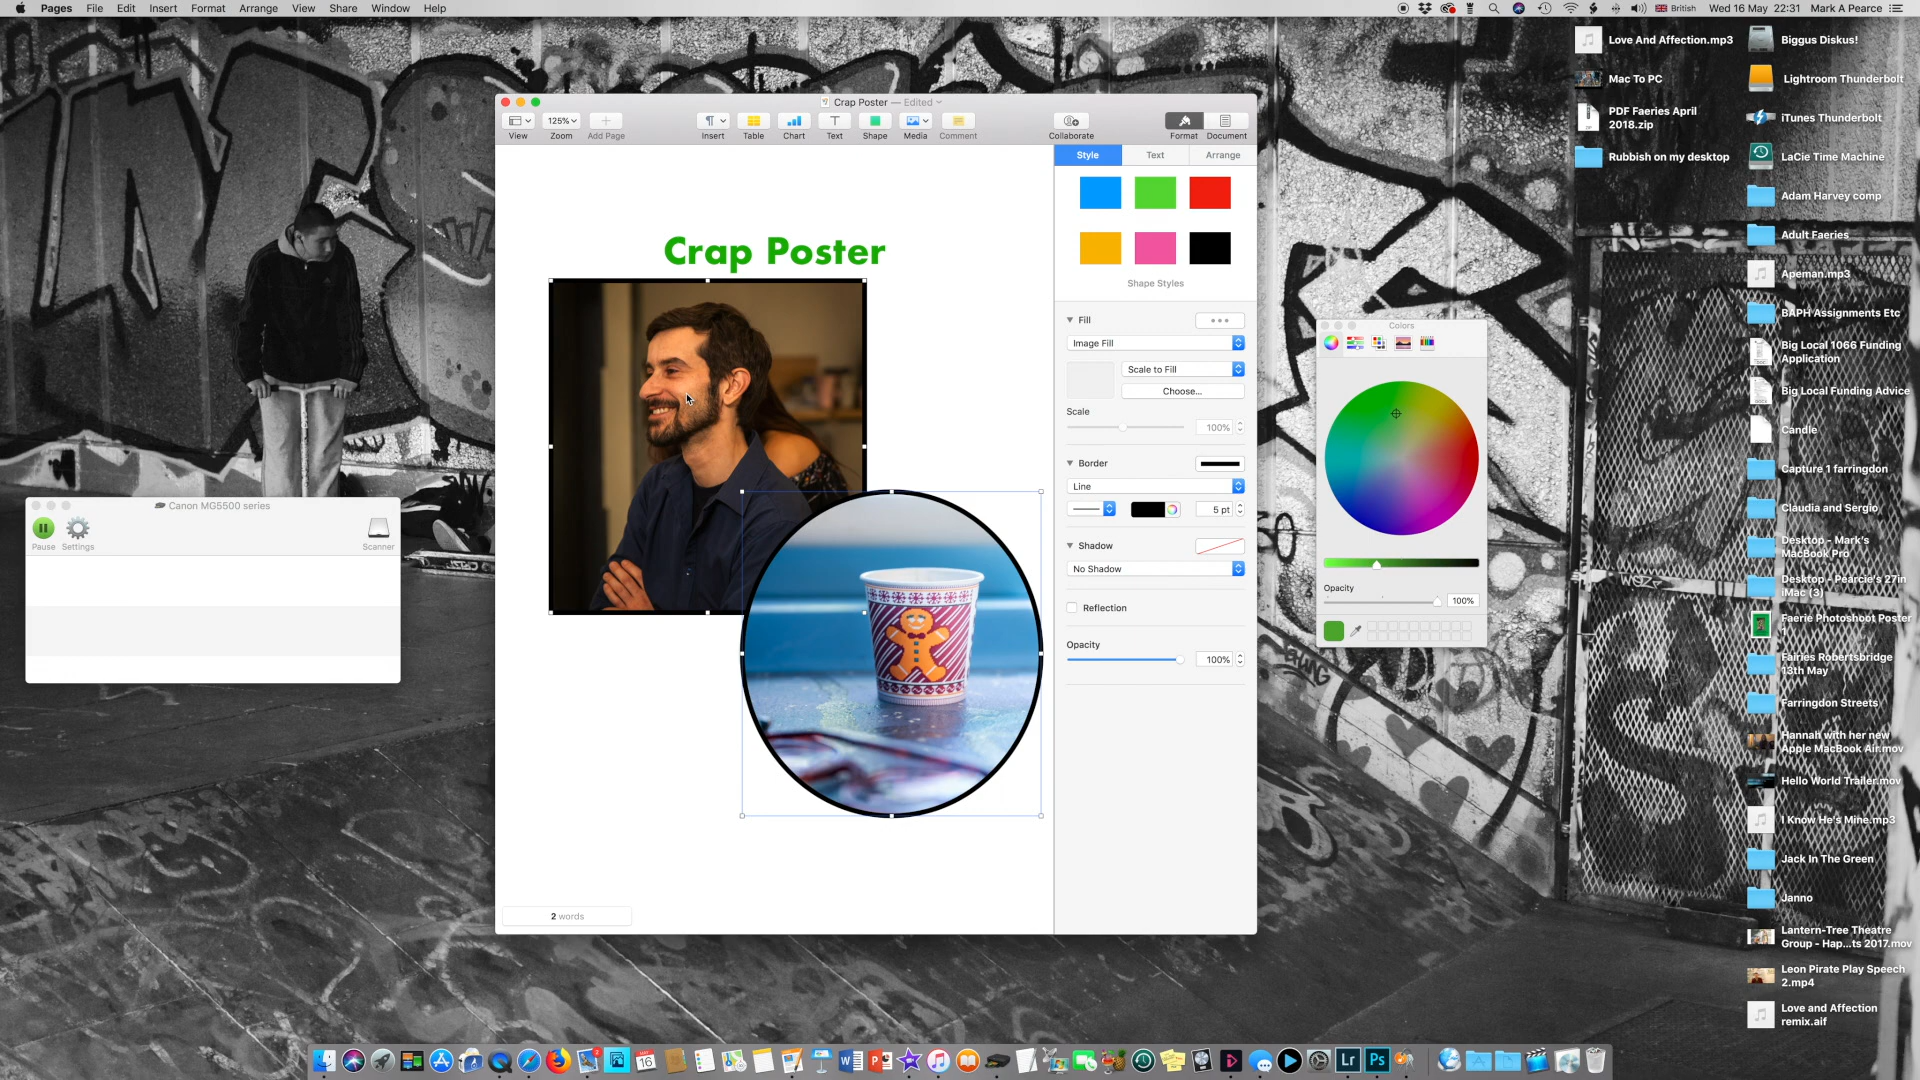 Pages File Edit Insert Format Arrange View Share Window Help
British Wed 16 May 22:31 Mark A Pearce
Crap Poster — Edited
View
125%
Zoom
Add Page
Insert
Table
Chart
Text
Shape
Media
Comment
Collaborate
Format
Document
Style
Text
Arrange
Shape Styles
Fill
Image Fill
Scale to Fill
Choose...
Scale
100%
Border
Line
5 pt
Shadow
No Shadow
Reflection
Opacity
100%
Crap Poster
2 words
Canon MG5500 series
Pause
Settings
Scanner
Colors
Opacity
100%
Love And Affection.mp3
Mac To PC
PDF Faeries April
2018.zip
Rubbish on my desktop
Biggus Diskus!
Lightroom Thunderbolt
iTunes Thunderbolt
LaCie Time Machine
Adam Harvey comp
Adult Faeries
Apeman.mp3
BAPH Assignments Etc
Big Local 1066 Funding
Application
Big Local Funding Advice
Candle
Capture 1 farringdon
Claudia and Sergio
Desktop - Mark's
MacBook Pro
Desktop - Pearcie's 27in
iMac (3)
Faerie Photoshoot Poster
1
Fairies Robertsbridge
13th May
Farringdon Streets
Hannah with her new
Apple MacBook Air.mov
Hello World Trailer.mov
I Know He's Mine.mp3
Jack In The Green
Janno
Lantern-Tree Theatre
Group - Hap...ts 2017.mov
Leon Pirate Play Speech
2.mp4
Love and Affection
remix.aif
16
Lr
Ps